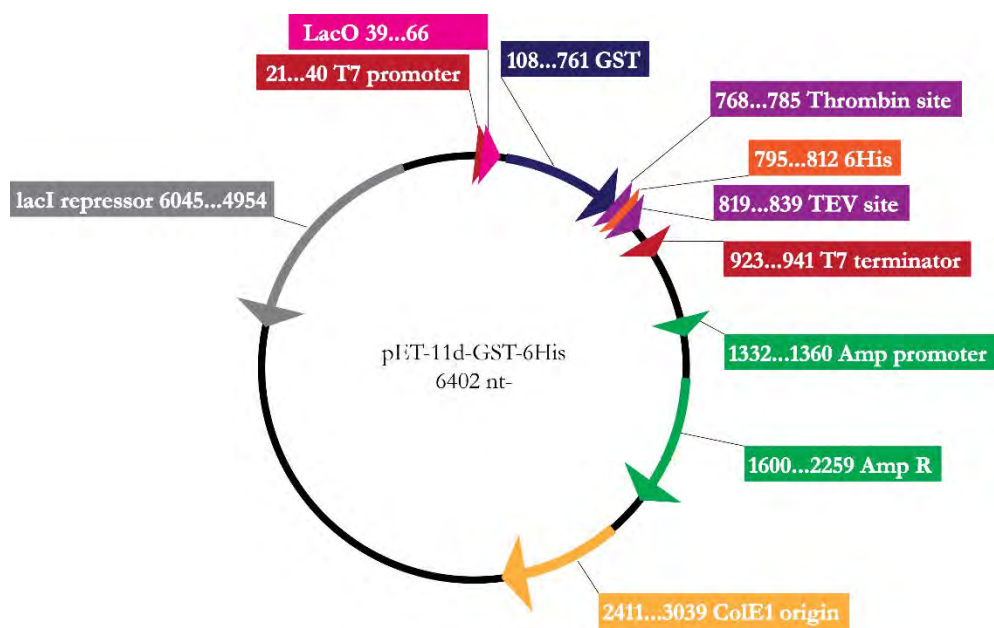 LacO 39...66
21...40 T7 promoter
108...761 GST
768...785 Thrombin site
795...812 6His
819...839 TEV site
lacI repressor 6045...4954
923...941 T7 terminator
pET-11d-GST-6His
6402 nt-
1332...1360 Amp promoter
1600...2259 Amp R
2411...3039 ColE1 origin